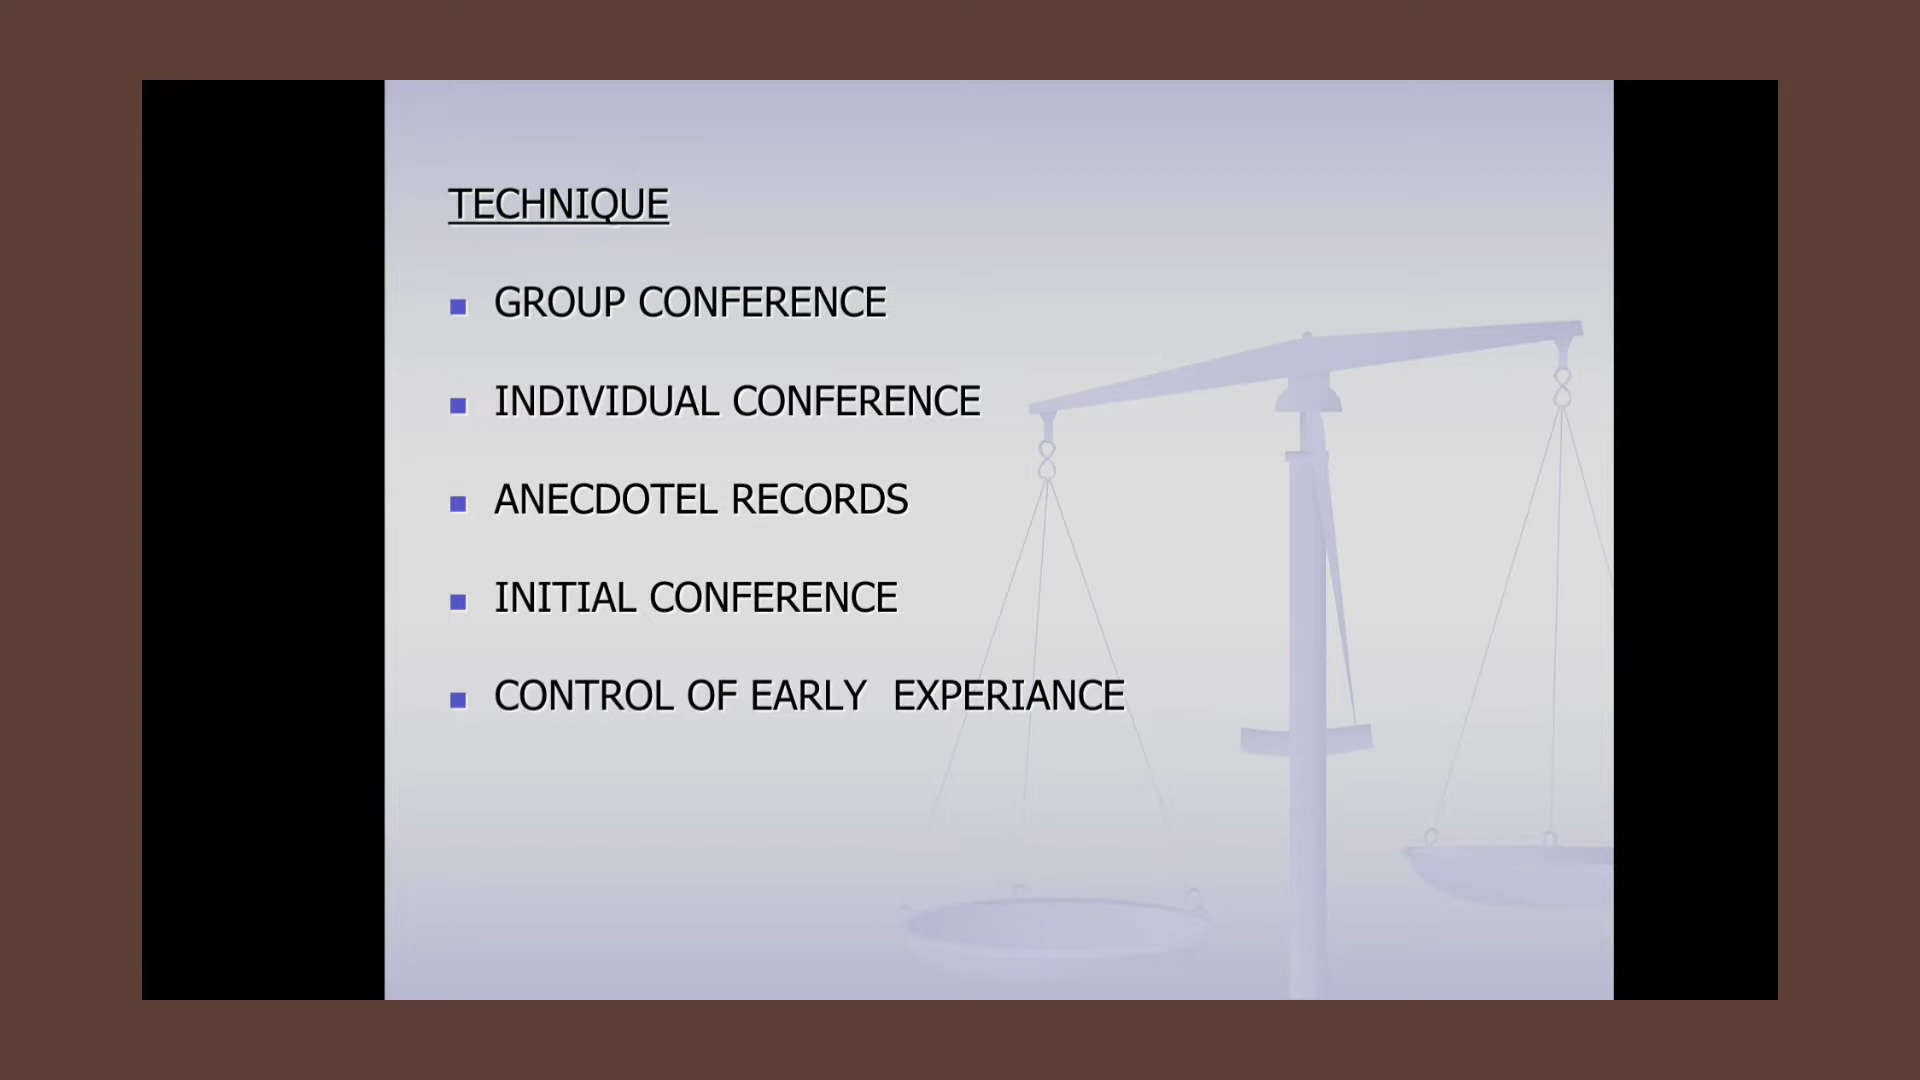 TECHNIQUE
GROUP CONFERENCE
INDIVIDUAL CONFERENCE
ANECDOTEL RECORDS
INITIAL CONFERENCE
CONTROL OF EARLY EXPERIANCE